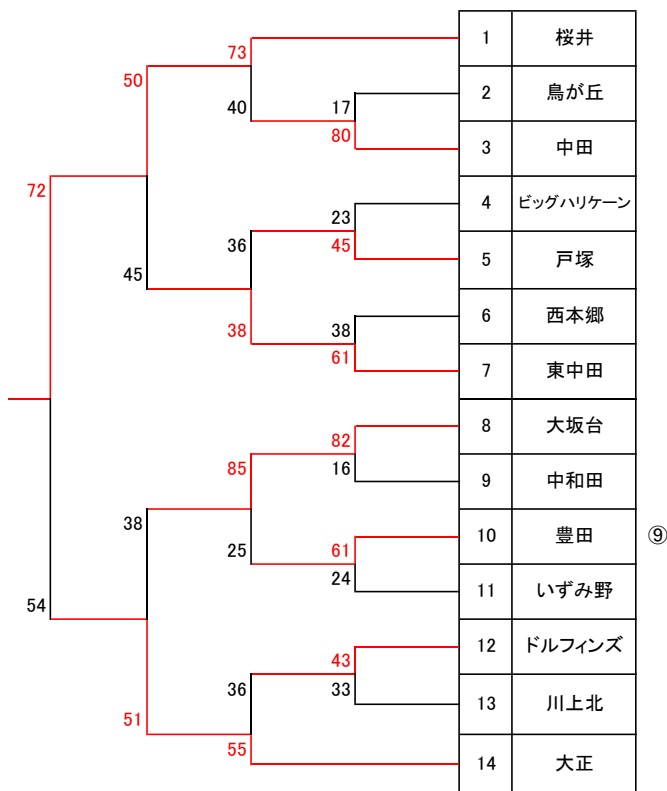 1 桜井
73
50
2 鳥が丘
17
40
80
3 中田
72
4 ビッグハリケーン
23
36
45
45
5 戸塚
6 西本郷
38
38
61
7 東中田
8 大坂台
82
85
16
9 中和田
38
10 豊田 ⑨
61
25
24
11 いずみ野
54
12 ドルフィンズ
43
36
33
13 川上北
51
55
14 大正